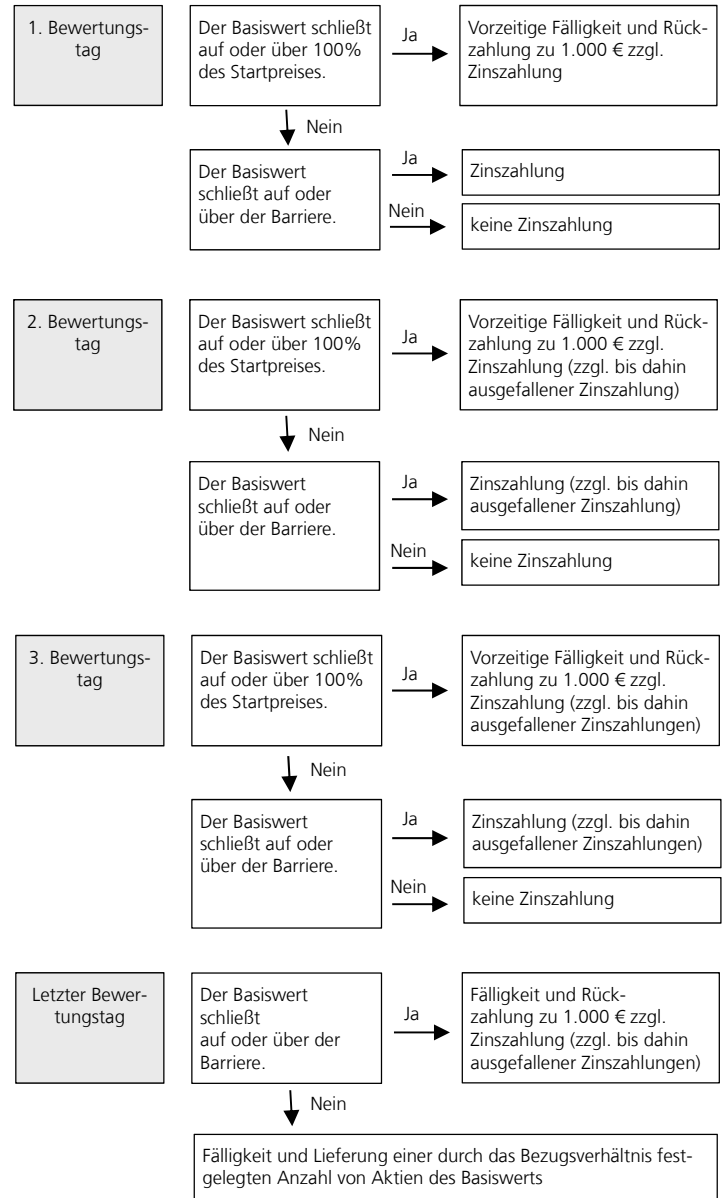 1. Bewertungs-
tag
Der Basiswert schließt
auf oder über 100%
des Startpreises.
Ja
Vorzeitige Fälligkeit und Rück-
zahlung zu 1.000 € zzgl.
Zinszahlung
Nein
Der Basiswert
schließt auf oder
über der Barriere.
Ja
Zinszahlung
Nein
keine Zinszahlung
2. Bewertungs-
tag
Der Basiswert schließt
auf oder über 100%
des Startpreises.
Ja
Vorzeitige Fälligkeit und Rück-
zahlung zu 1.000 € zzgl.
Zinszahlung (zzgl. bis dahin
ausgefallener Zinszahlung)
Nein
Der Basiswert
schließt auf oder
über der Barriere.
Ja
Zinszahlung (zzgl. bis dahin
ausgefallener Zinszahlung)
Nein
keine Zinszahlung
3. Bewertungs-
tag
Der Basiswert schließt
auf oder über 100%
des Startpreises.
Ja
Vorzeitige Fälligkeit und Rück-
zahlung zu 1.000 € zzgl.
Zinszahlung (zzgl. bis dahin
ausgefallener Zinszahlungen)
Nein
Der Basiswert
schließt auf oder
über der Barriere.
Ja
Zinszahlung (zzgl. bis dahin
ausgefallener Zinszahlungen)
Nein
keine Zinszahlung
Letzter Bewer-
tungstag
Der Basiswert
schließt
auf oder über der
Barriere.
Ja
Fälligkeit und Rück-
zahlung zu 1.000 € zzgl.
Zinszahlung (zzgl. bis dahin
ausgefallener Zinszahlungen)
Nein
Fälligkeit und Lieferung einer durch das Bezugsverhältnis fest-
gelegten Anzahl von Aktien des Basiswerts